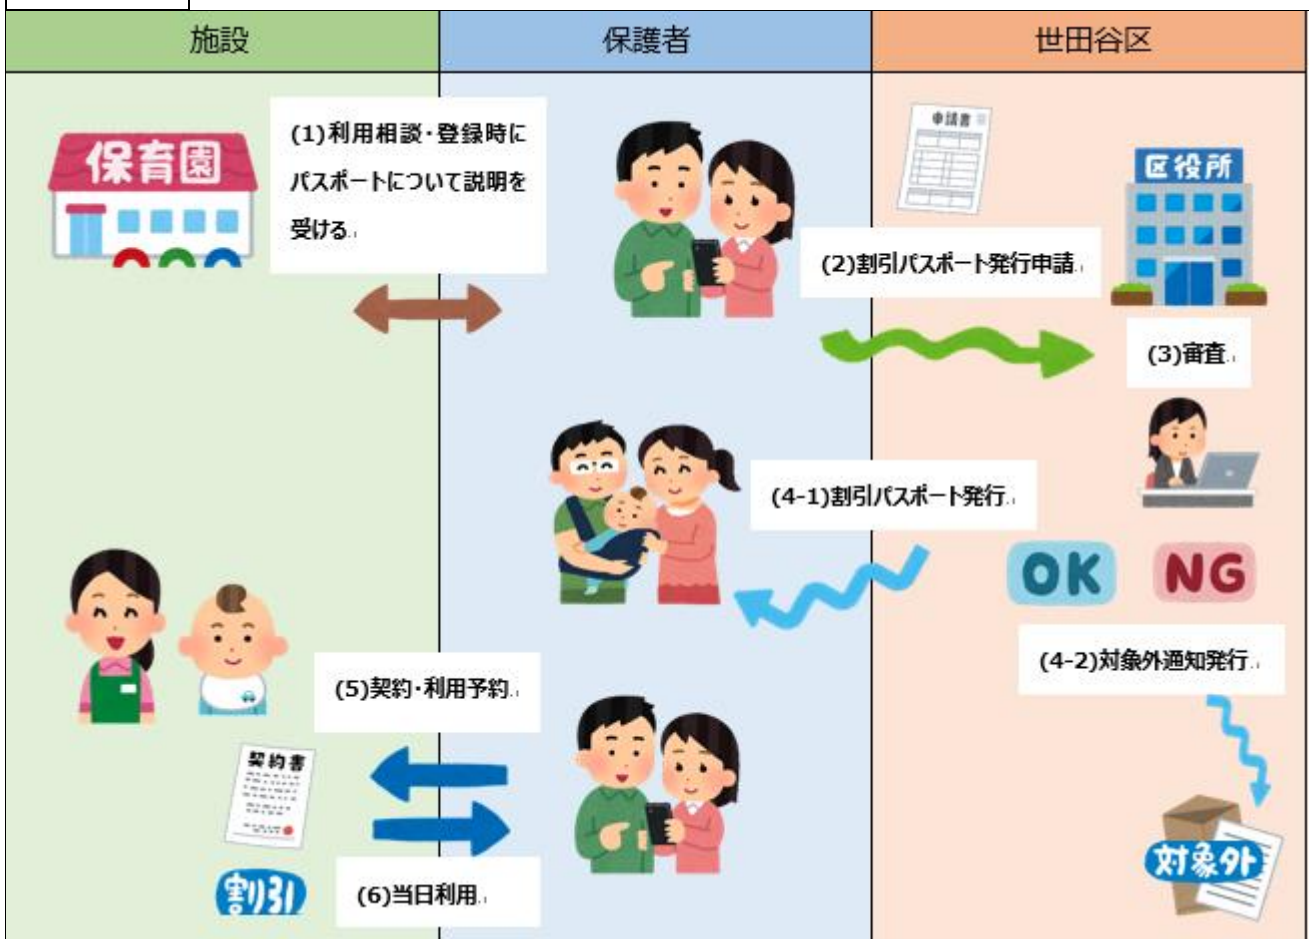 施設
保護者
世田谷区
保育園
(1)利用相談・登録時に
パスポートについて説明を
受ける
申請書
区役所
(2)割引パスポート発行申請
(3)審査
(4-1)割引パスポート発行
OK
NG
(4-2)対象外通知発行
(5)契約・利用予約
契約書
対象外
割引
(6)当日利用